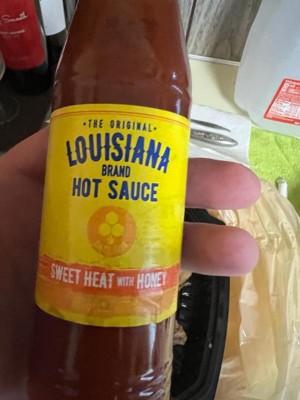 •THE ORIGINAL•
LOUISIANA
BRAND
HOT SAUCE
SWEET HEAT WITH HONEY